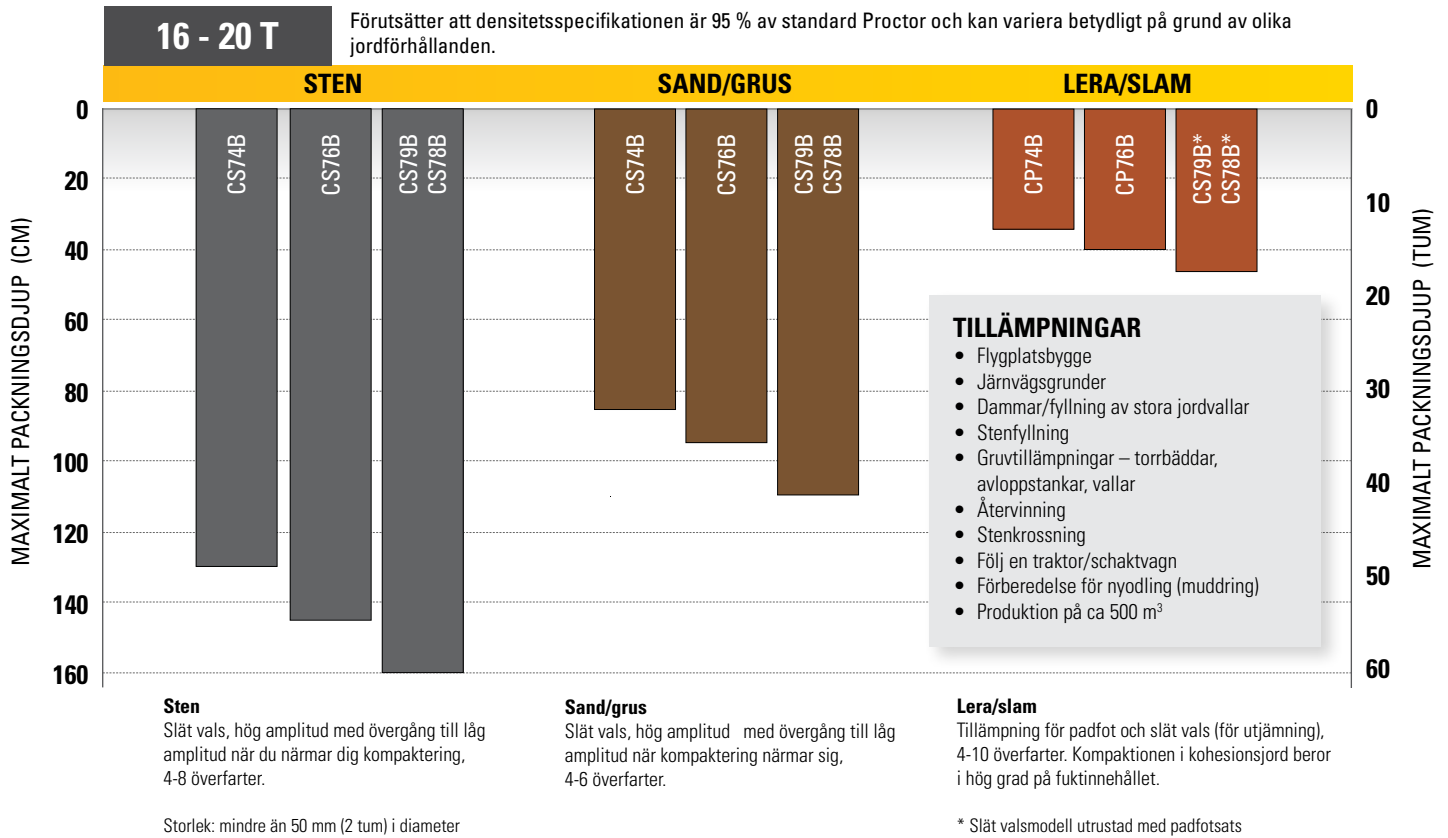 16 - 20 T
Förutsätter att densitetsspecifikationen är 95 % av standard Proctor och kan variera betydligt på grund av olika
jordförhållanden.
STEN
SAND/GRUS
LERA/SLAM
MAXIMALT PACKNINGSDJUP (CM)
0
20
40
60
80
100
120
140
160
CS74B
CS76B
CS79B
CS78B
CS74B
CS76B
CS79B
CS78B
CP74B
CP76B
CS79B*
CS78B*
0
10
20
30
40
50
60
MAXIMALT PACKNINGSDJUP (TUM)
TILLÄMPNINGAR
• Flygplatsbygge
• Järnvägsgrunder
• Dammar/fyllning av stora jordvallar
• Stenfyllning
• Gruvtillämpningar – torrbäddar,
avloppstankar, vallar
• Återvinning
• Stenkrossning
• Följ en traktor/schaktvagn
• Förberedelse för nyodling (muddring)
• Produktion på ca 500 m³
Sten
Slät vals, hög amplitud med övergång till låg
amplitud när du närmar dig kompaktering,
4-8 överfarter.
Storlek: mindre än 50 mm (2 tum) i diameter
Sand/grus
Slät vals, hög amplitud med övergång till låg
amplitud när kompaktering närmar sig,
4-6 överfarter.
Lera/slam
Tillämpning för padfot och slät vals (för utjämning),
4-10 överfarter. Kompaktionen i kohesionsjord beror
i hög grad på fuktinnehållet.
* Slät valsmodell utrustad med padfotsats